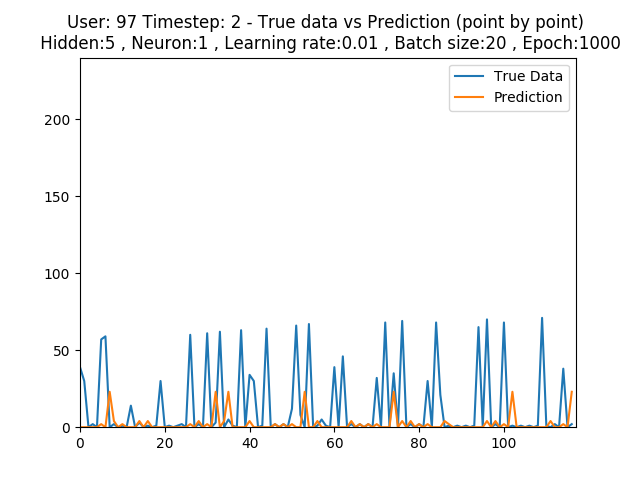 User: 97 Timestep: 2 - True data vs Prediction (point by point)
Hidden:5 , Neuron:1 , Learning rate:0.01 , Batch size:20 , Epoch:1000
True Data
Prediction
200
150
100
50
0
0 20 40 60 80 100